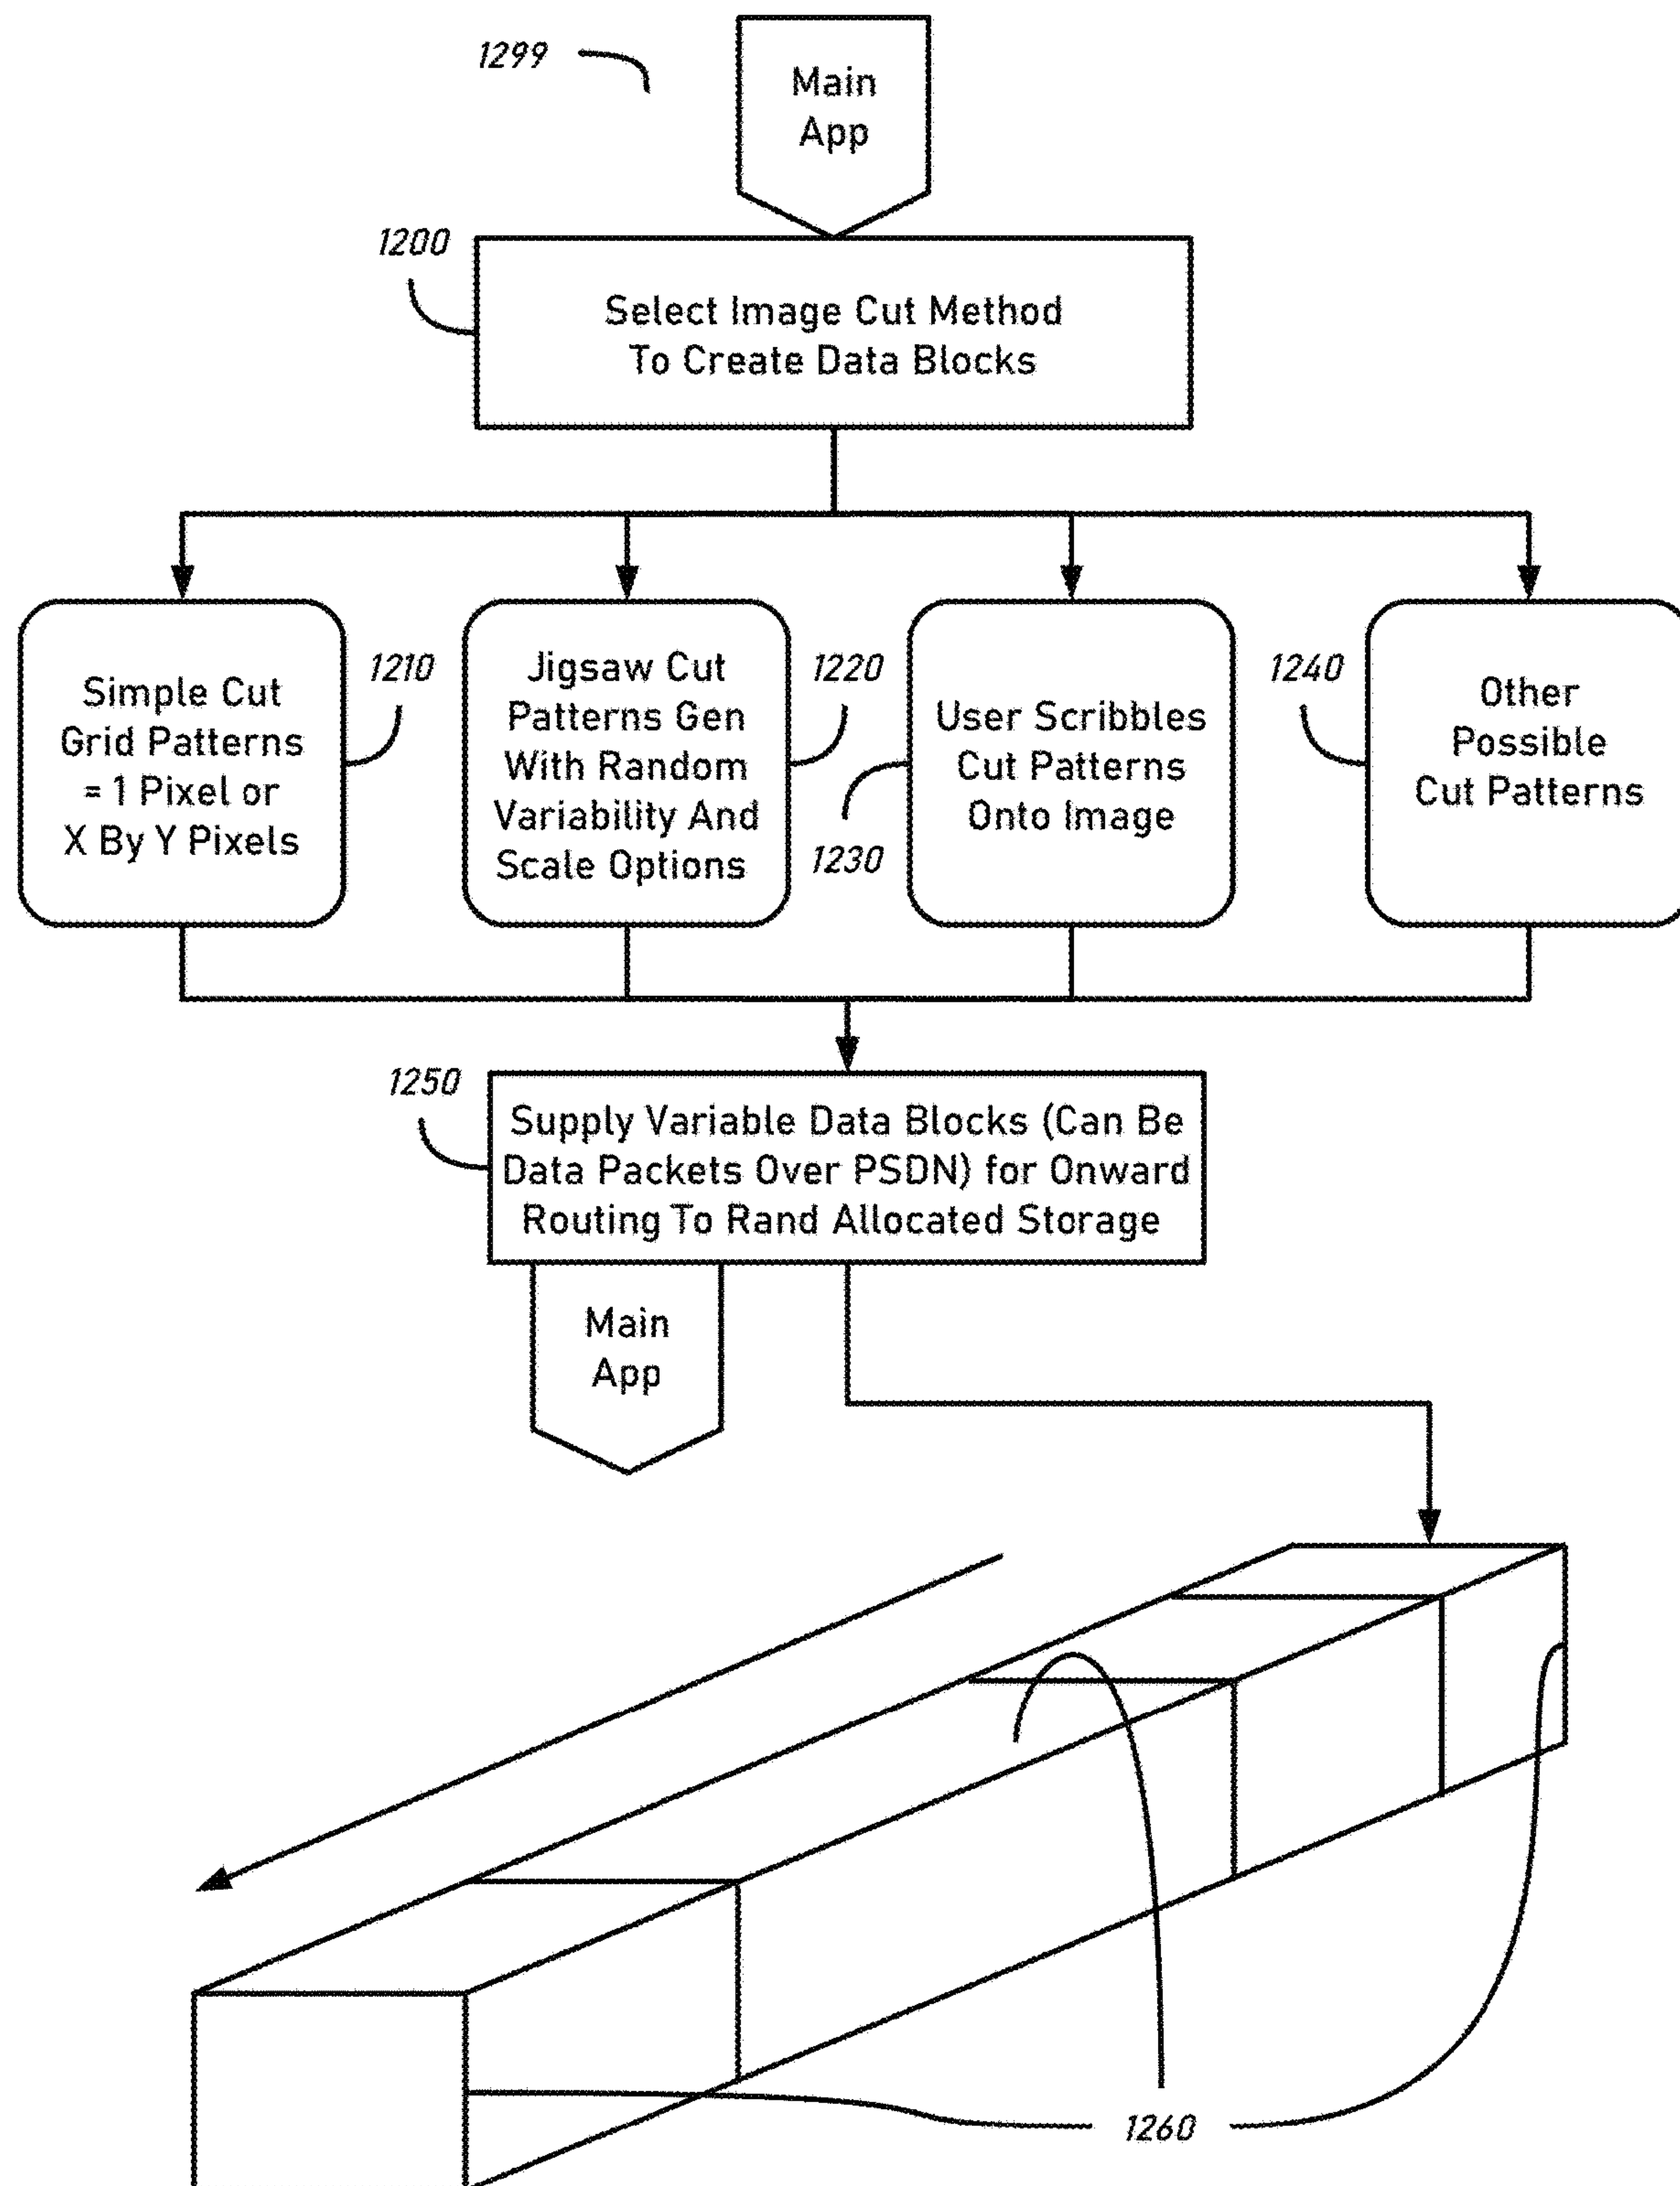 1299
Main
App
1200
Select Image Cut Method
To Create Data Blocks
Simple Cut
Grid Patterns
= 1 Pixel or
X By Y Pixels
1210
Jigsaw Cut
Patterns Gen
With Random
Variability And
Scale Options
1220
1230
User Scribbles
Cut Patterns
Onto Image
1240
Other
Possible
Cut Patterns
1250
Supply Variable Data Blocks (Can Be
Data Packets Over PSDN) for Onward
Routing To Rand Allocated Storage
Main
App
1260